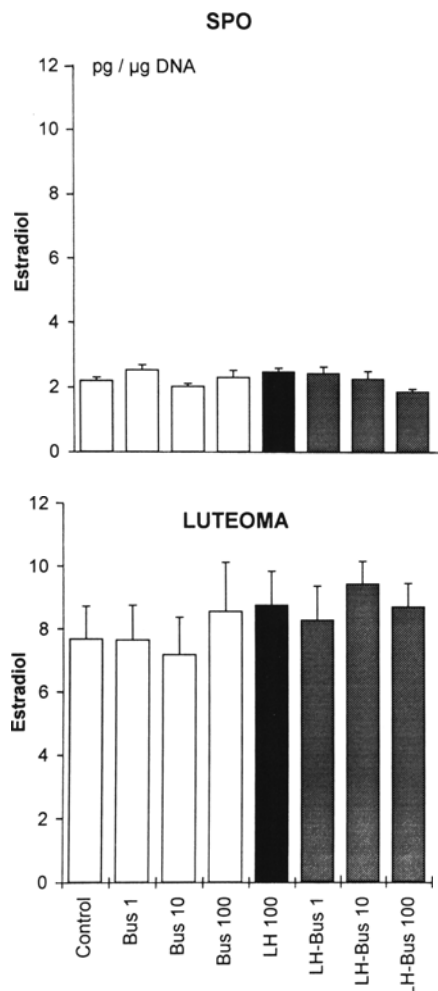 SPO
12
pg / µg DNA
10
8
6
4
2
0
Estradiol
12
LUTEOMA
10
8
6
4
2
0
Estradiol
Control
Bus 1
Bus 10
Bus 100
LH 100
LH-Bus 1
LH-Bus 10
LH-Bus 100